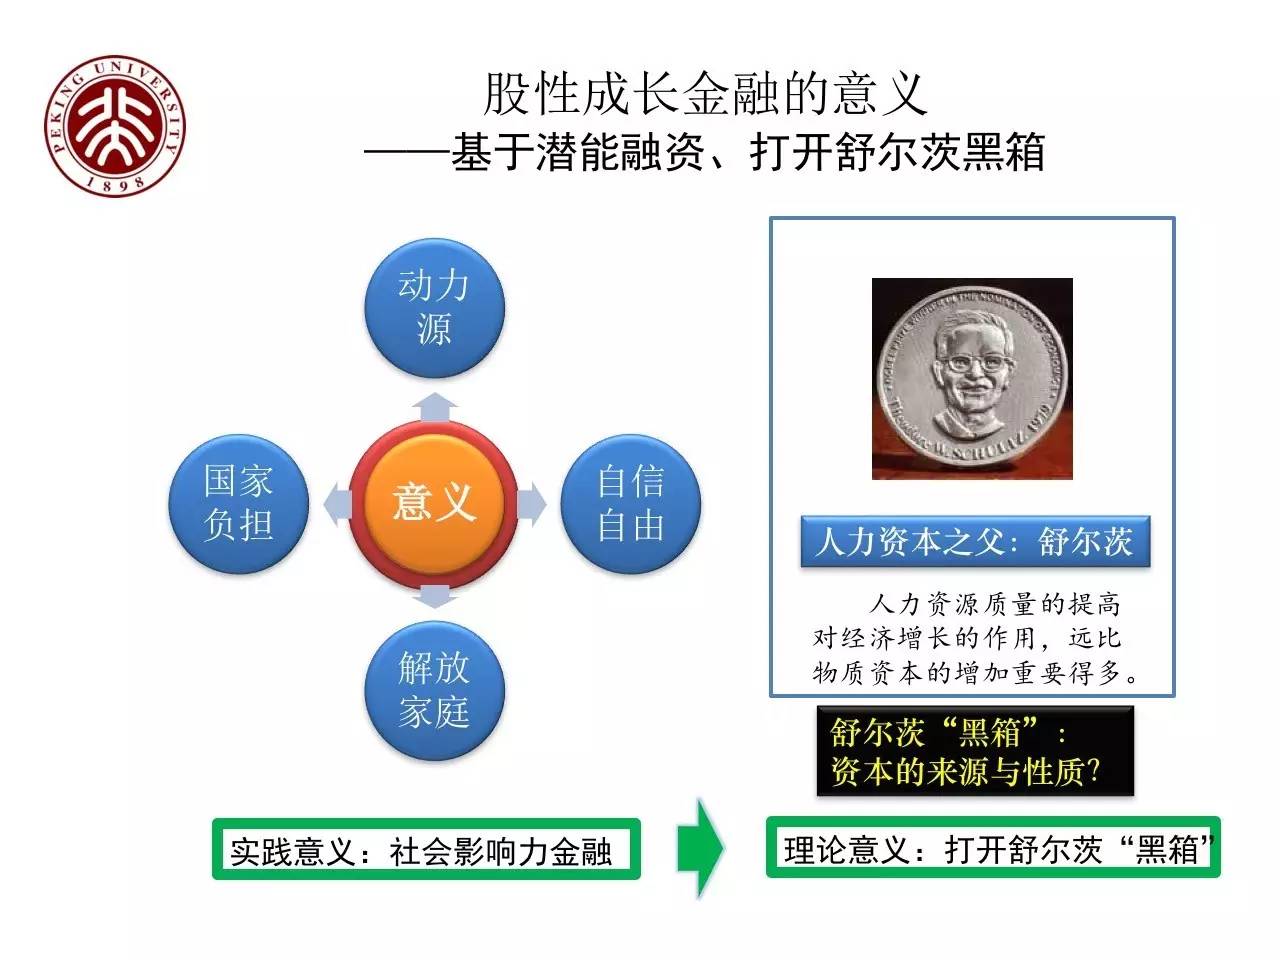 PEKING UNIVERSITY
1898
股性成长金融的意义
——基于潜能融资、打开舒尔茨黑箱
动力
源
国家
负担
意义
自信
自由
解放
家庭
Theodore W. SCHULTZ 1979
人力资本之父：舒尔茨
人力资源质量的提高
对经济增长的作用，远比
物质资本的增加重要得多。
舒尔茨“黑箱”：
资本的来源与性质？
实践意义：社会影响力金融
理论意义：打开舒尔茨“黑箱”